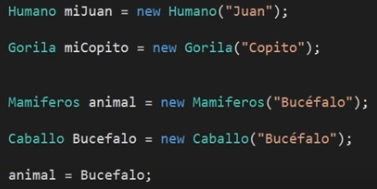 Humano miJuan = new Humano("Juan");
Gorila miCopito = new Gorila("Copito");
Mamiferos animal = new Mamiferos("Bucéfalo");
Caballo Bucefalo = new Caballo("Bucéfalo");
animal = Bucefalo;